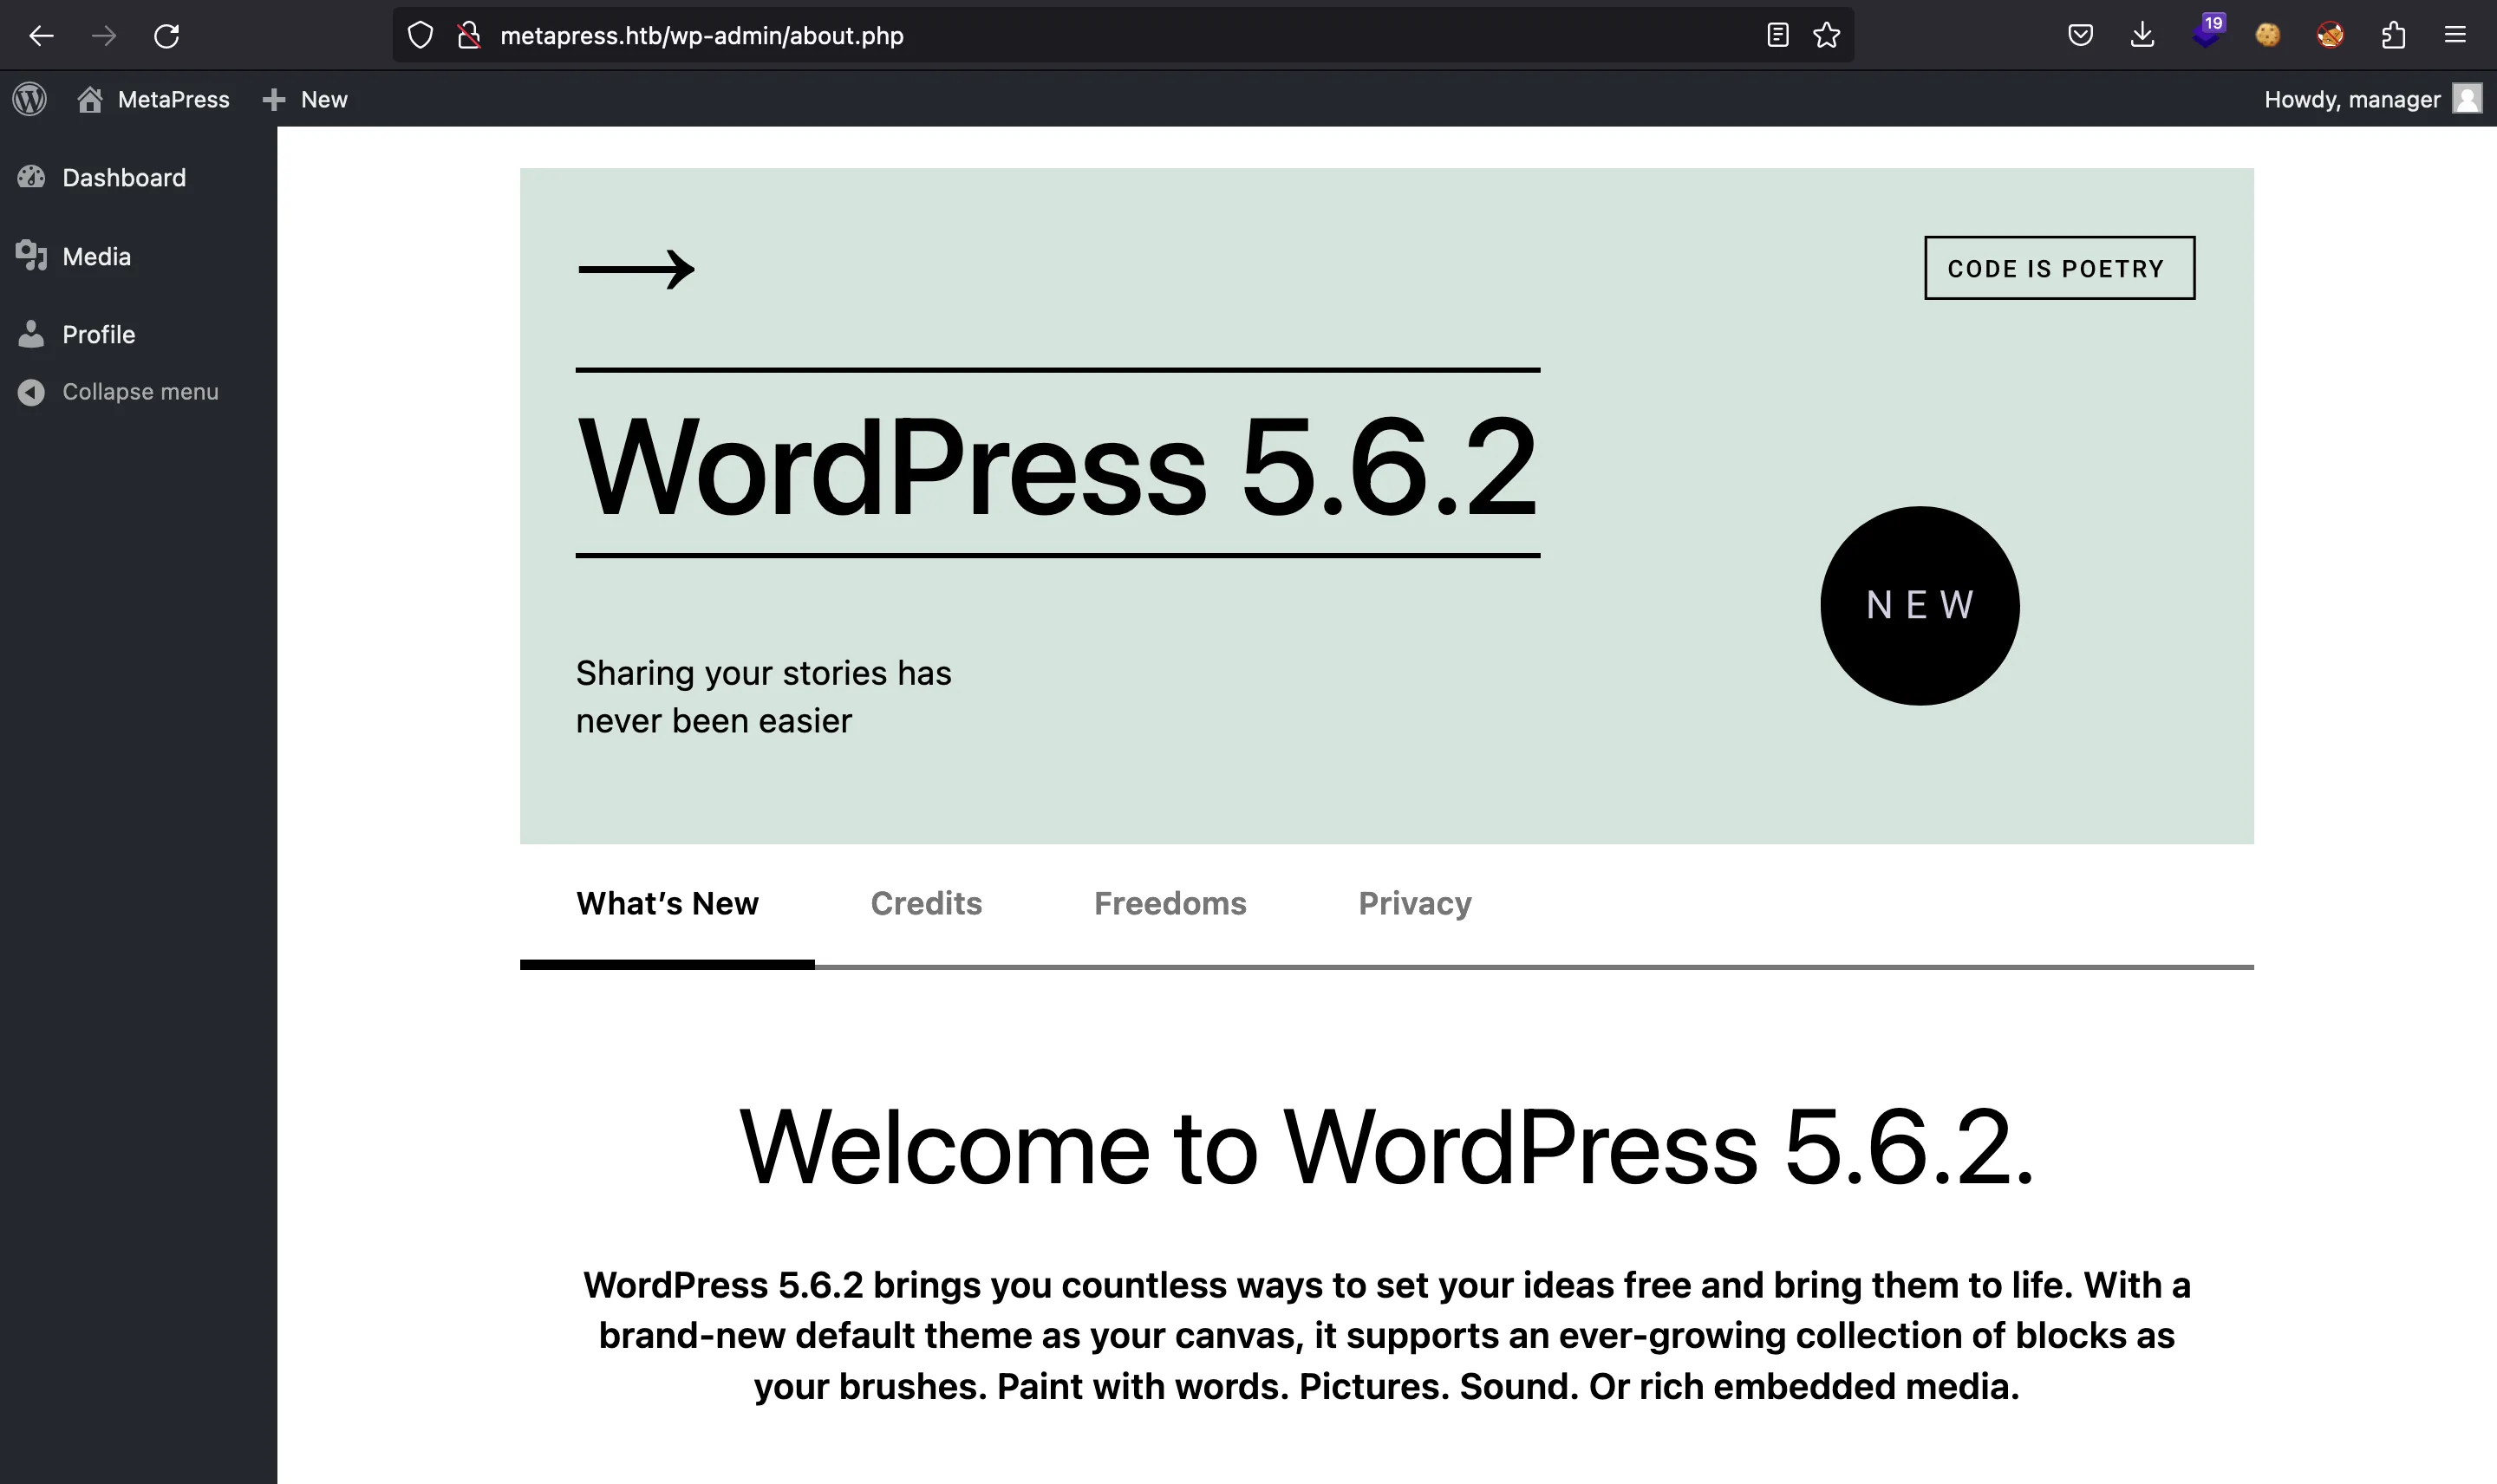 metapress.htb/wp-admin/about.php
19
MetaPress
New
Howdy, manager
Dashboard
Media
Profile
Collapse menu
CODE IS POETRY
WordPress 5.6.2
NEW
Sharing your stories has
never been easier
What’s New
Credits
Freedoms
Privacy
Welcome to WordPress 5.6.2.
WordPress 5.6.2 brings you countless ways to set your ideas free and bring them to life. With a
brand-new default theme as your canvas, it supports an ever-growing collection of blocks as
your brushes. Paint with words. Pictures. Sound. Or rich embedded media.